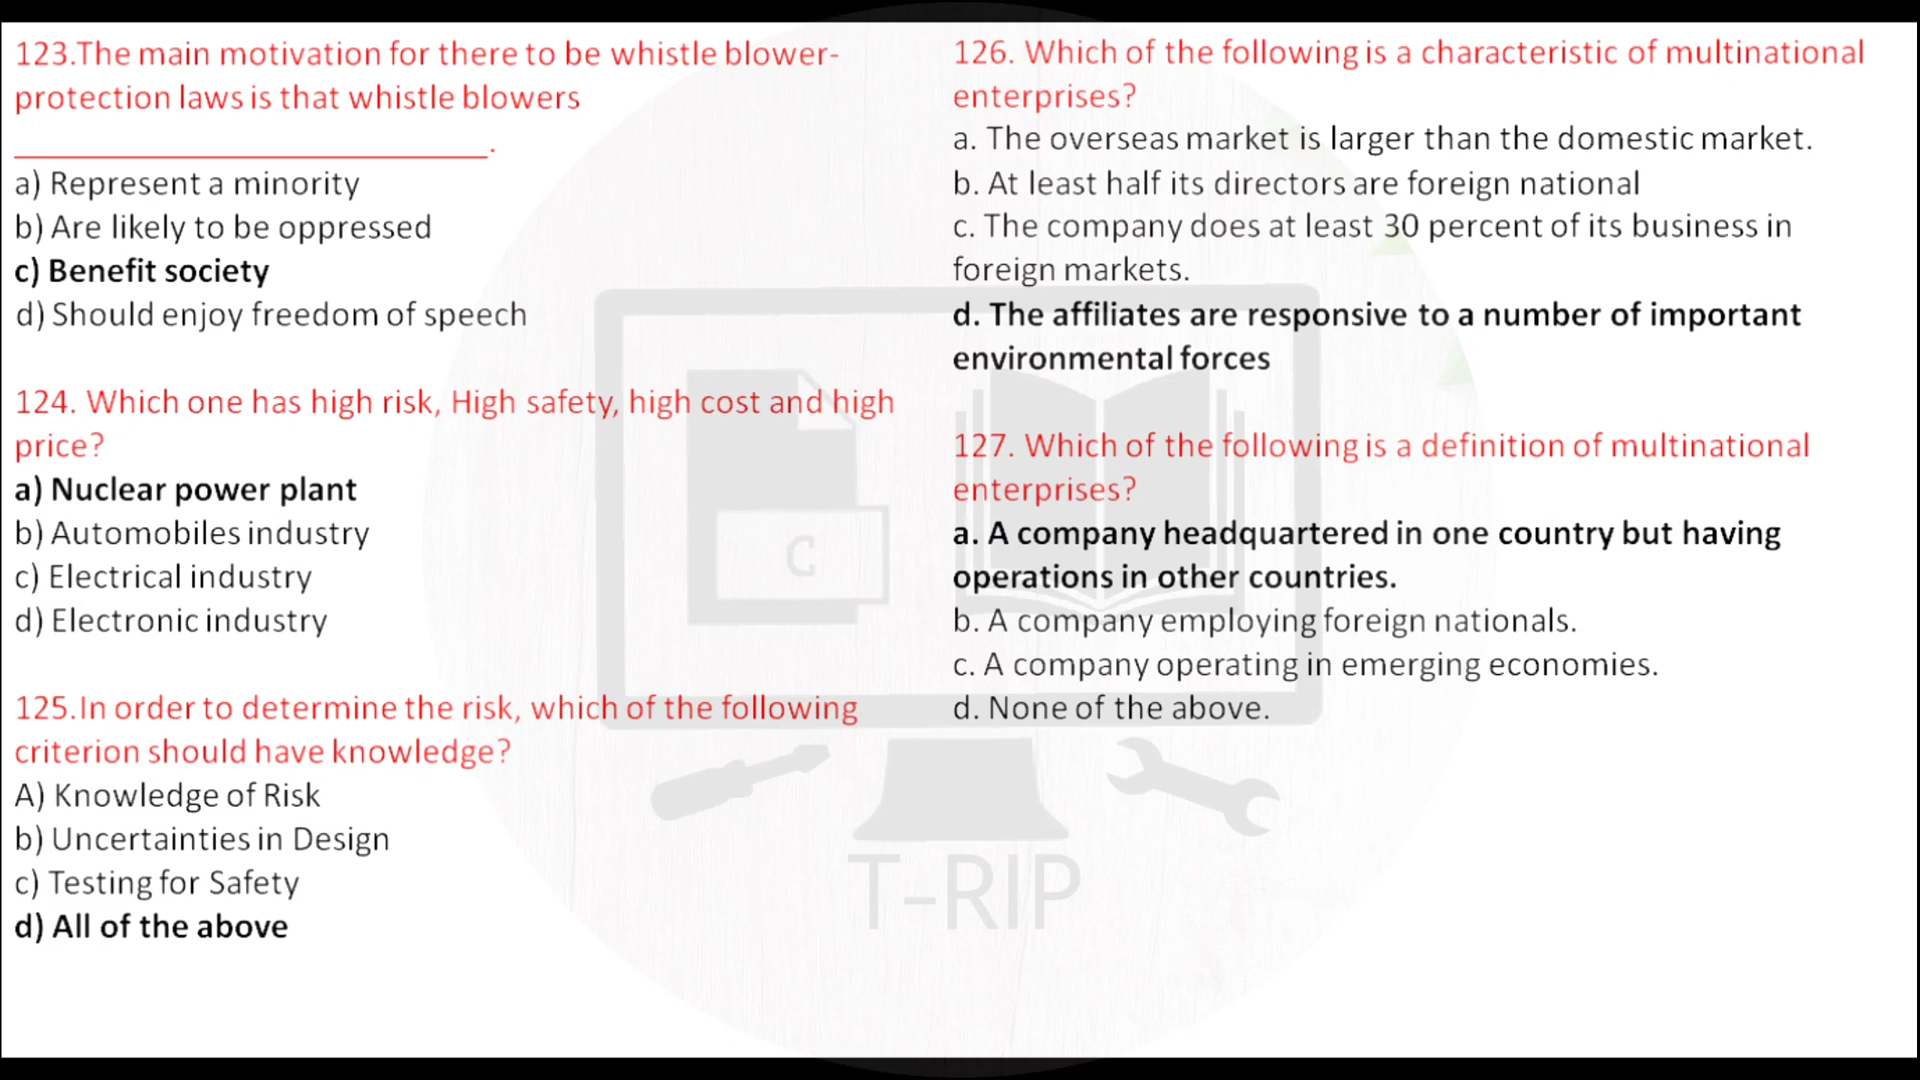 123.The main motivation for there to be whistle blower-
protection laws is that whistle blowers
______________________________.
a) Represent a minority
b) Are likely to be oppressed
c) Benefit society
d) Should enjoy freedom of speech
124. Which one has high risk, High safety, high cost and high
price?
a) Nuclear power plant
b) Automobiles industry
c) Electrical industry
d) Electronic industry
125.In order to determine the risk, which of the following
criterion should have knowledge?
A) Knowledge of Risk
b) Uncertainties in Design
c) Testing for Safety
d) All of the above
126. Which of the following is a characteristic of multinational
enterprises?
a. The overseas market is larger than the domestic market.
b. At least half its directors are foreign national
c. The company does at least 30 percent of its business in
foreign markets.
d. The affiliates are responsive to a number of important
environmental forces
127. Which of the following is a definition of multinational
enterprises?
a. A company headquartered in one country but having
operations in other countries.
b. A company employing foreign nationals.
c. A company operating in emerging economies.
d. None of the above.
C
T-RIP